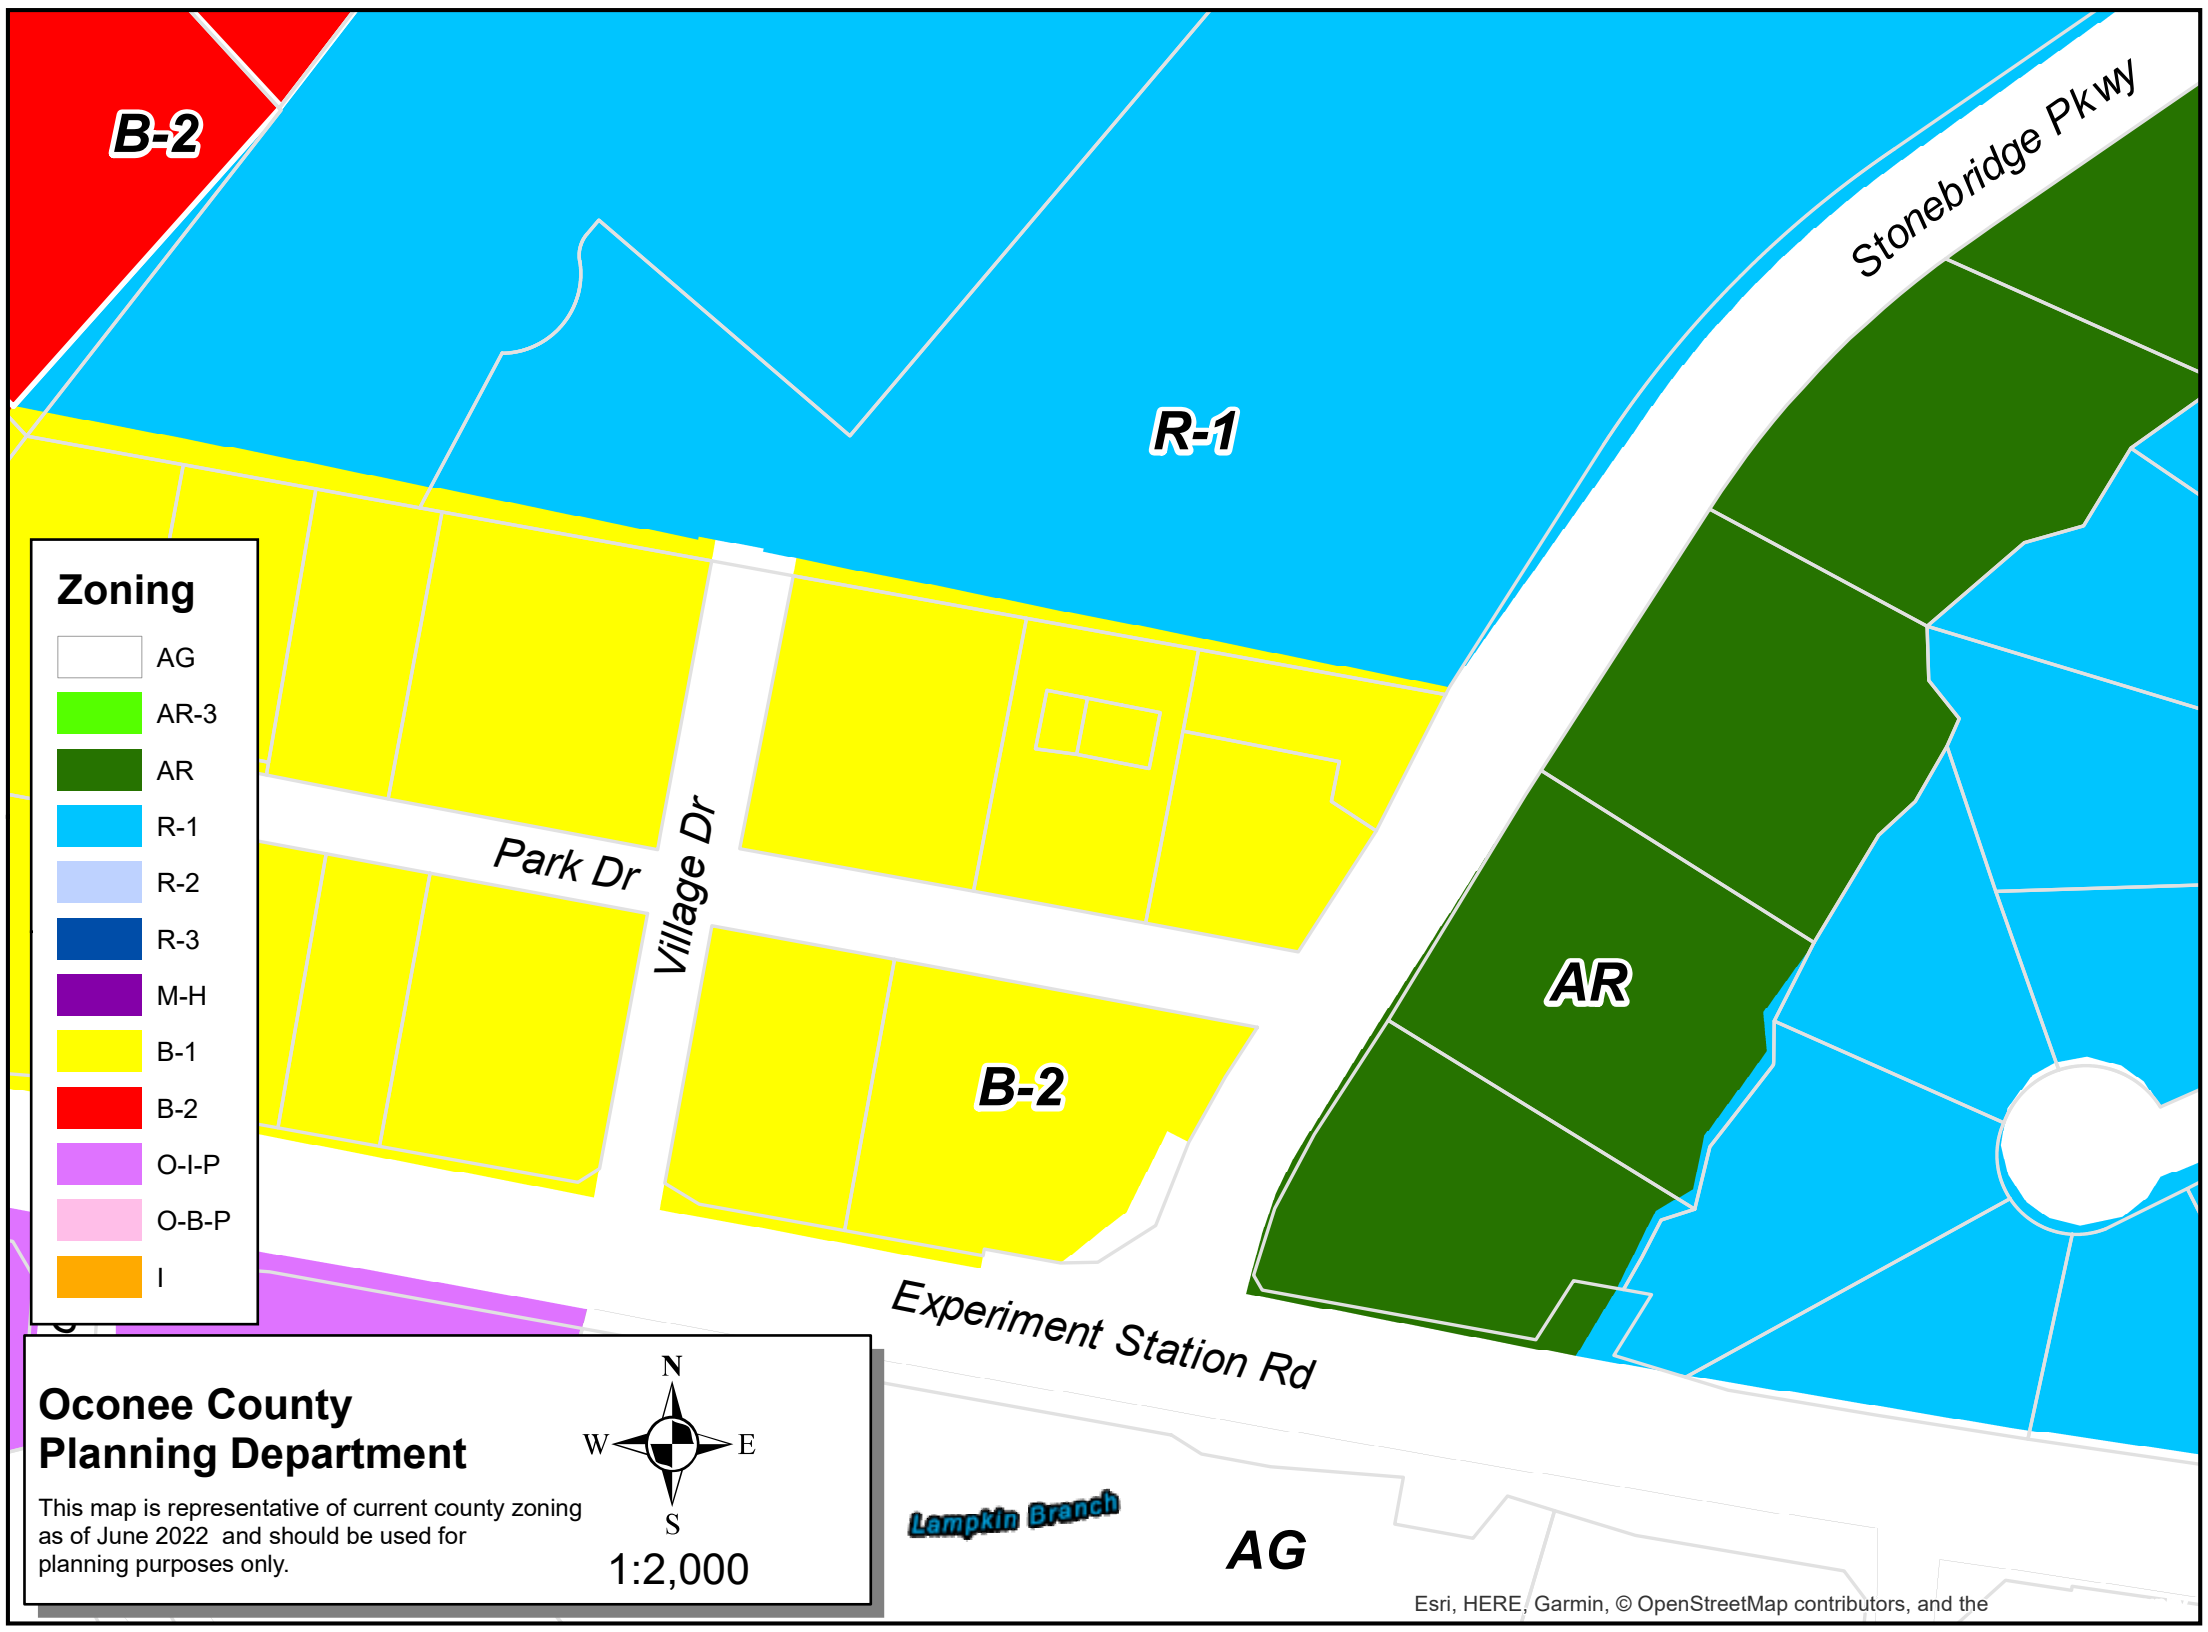 B-2
Stonebridge Pkwy
R-1
Zoning
AG
AR-3
AR
R-1
R-2
R-3
M-H
B-1
B-2
O-I-P
O-B-P
I
Park Dr
Village Dr
AR
B-2
Experiment Station Rd
Oconee County
Planning Department
This map is representative of current county zoning
as of June 2022 and should be used for
planning purposes only.
N
W E
S
1:2,000
Lampkin Branch
AG
Esri, HERE, Garmin, © OpenStreetMap contributors, and the